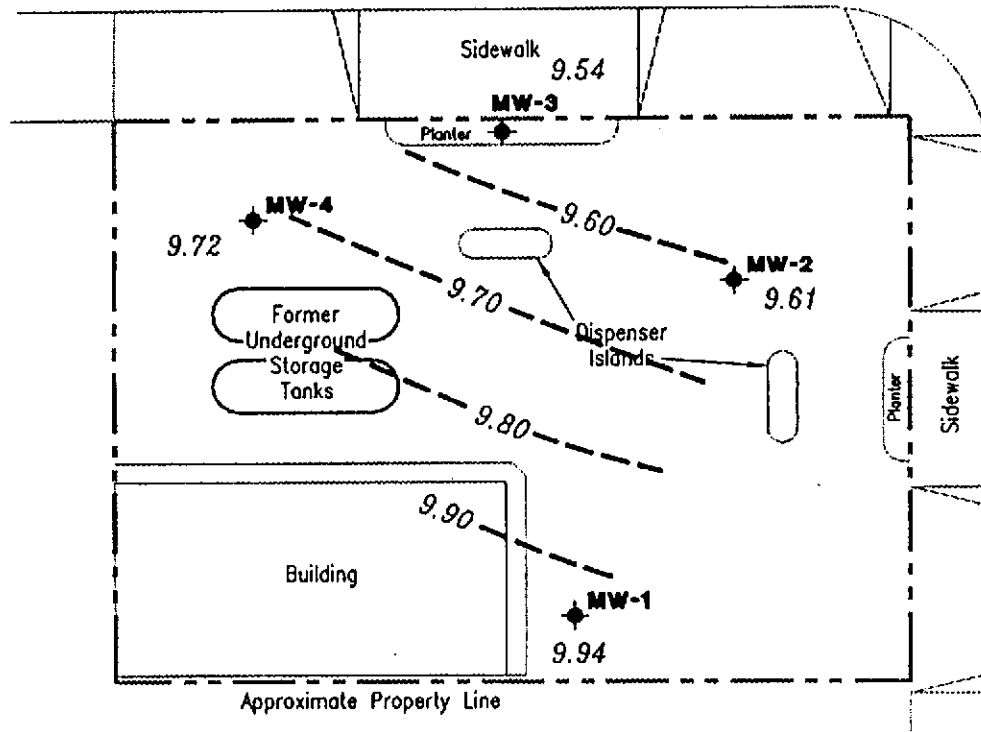 Sidewalk
9.54
MW-3
Planter
MW-4
9.72
9.60
MW-2
9.61
9.70
Former
Underground
Storage
Tanks
Dispenser
Islands
Planter
Sidewalk
9.80
9.90
Building
MW-1
9.94
Approximate Property Line